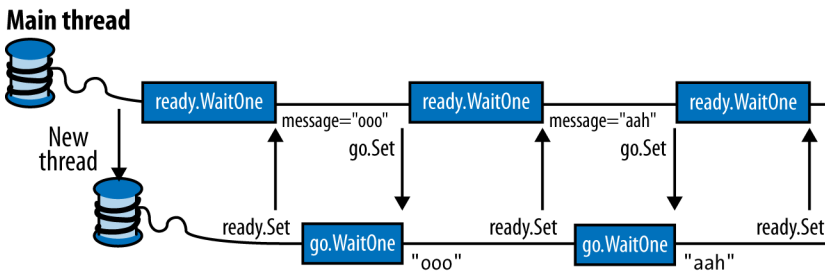 Main thread
ready.WaitOne
ready.WaitOne
ready.WaitOne
message="ooo"
message="aah"
go.Set
go.Set
New
thread
ready.Set
ready.Set
ready.Set
go.WaitOne
go.WaitOne
"ooo"
"aah"